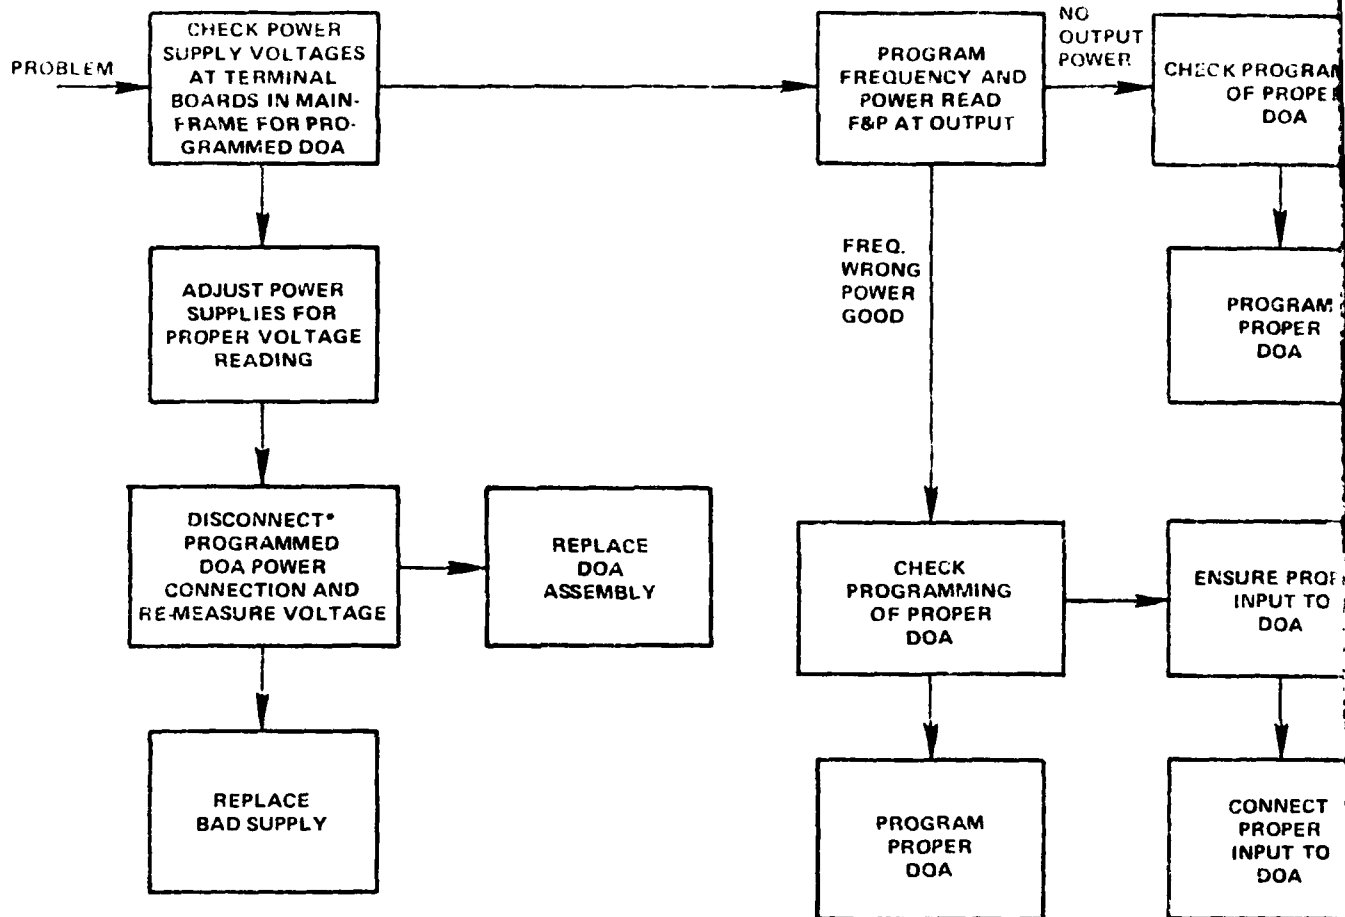 PROBLEM
CHECK POWER
SUPPLY VOLTAGES
AT TERMINAL
BOARDS IN MAIN-
FRAME FOR PRO-
GRAMMED DOA
PROGRAM
FREQUENCY AND
POWER READ
F&P AT OUTPUT
NO
OUTPUT
POWER
CHECK PROGRAM
OF PROPER
DOA
ADJUST POWER
SUPPLIES FOR
PROPER VOLTAGE
READING
FREQ.
WRONG
POWER
GOOD
PROGRAM
PROPER
DOA
DISCONNECT*
PROGRAMMED
DOA POWER
CONNECTION AND
RE-MEASURE VOLTAGE
REPLACE
DOA
ASSEMBLY
CHECK
PROGRAMMING
OF PROPER
DOA
ENSURE
INPUT TO
DOA
REPLACE
BAD SUPPLY
PROGRAM
PROPER
DOA
CONNECT
PROPER
INPUT TO
DOA